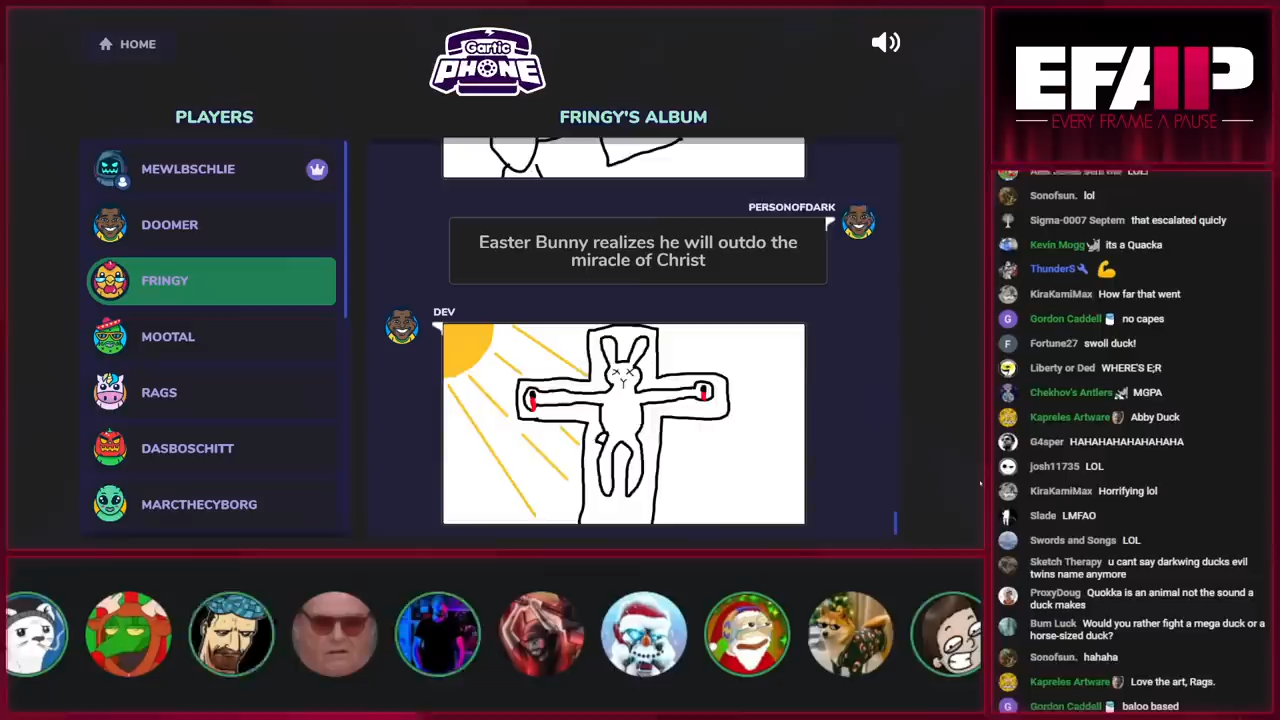 HOME
Gartic
PHONE
PLAYERS
MEWLBSCHLIE
DOOMER
FRINGY
MOOTAL
RAGS
DASBOSCHITT
MARCTHECYBORG
FRINGY'S ALBUM
PERSONOFDARK
Easter Bunny realizes he will outdo the
miracle of Christ
DEV
EFAP
EVERY FRAME A PAUSE
LOL!
Sonofsun. lol
Sigma-0007 Septem that escalated quicly
Kevin Mogg its a Quacka
ThunderS
KiraKamiMax How far that went
Gordon Caddell no capes
Fortune27 swoll duck!
Liberty or Ded WHERE'S E;R
Chekhov's Antlers MGPA
Kapreles Artware Abby Duck
G4sper HAHAHAHAHAHAHA
josh11735 LOL
KiraKamiMax Horrifying lol
Slade LMFAO
Swords and Songs LOL
Sketch Therapy u cant say darkwing ducks evil
twins name anymore
ProxyDoug Quokka is an animal not the sound a
duck makes
Bum Luck Would you rather fight a mega duck or a
horse-sized duck?
Sonofsun. hahaha
Kapreles Artware Love the art, Rags.
Gordon Caddell baloo based